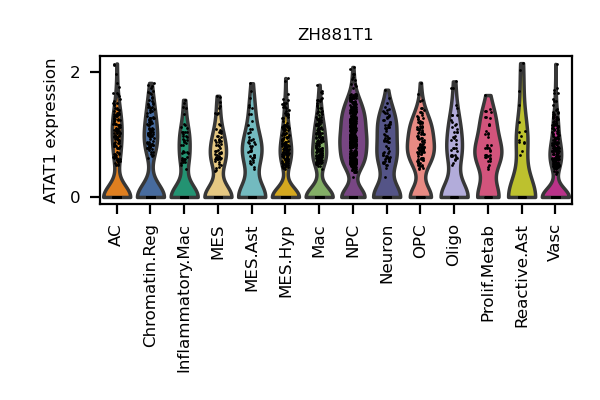 ZH881T1
ATAT1 expression
2
0
AC
Chromatin.Reg
Inflammatory.Mac
MES
MES.Ast
MES.Hyp
Mac
NPC
Neuron
OPC
Oligo
Prolif.Metab
Reactive.Ast
Vasc